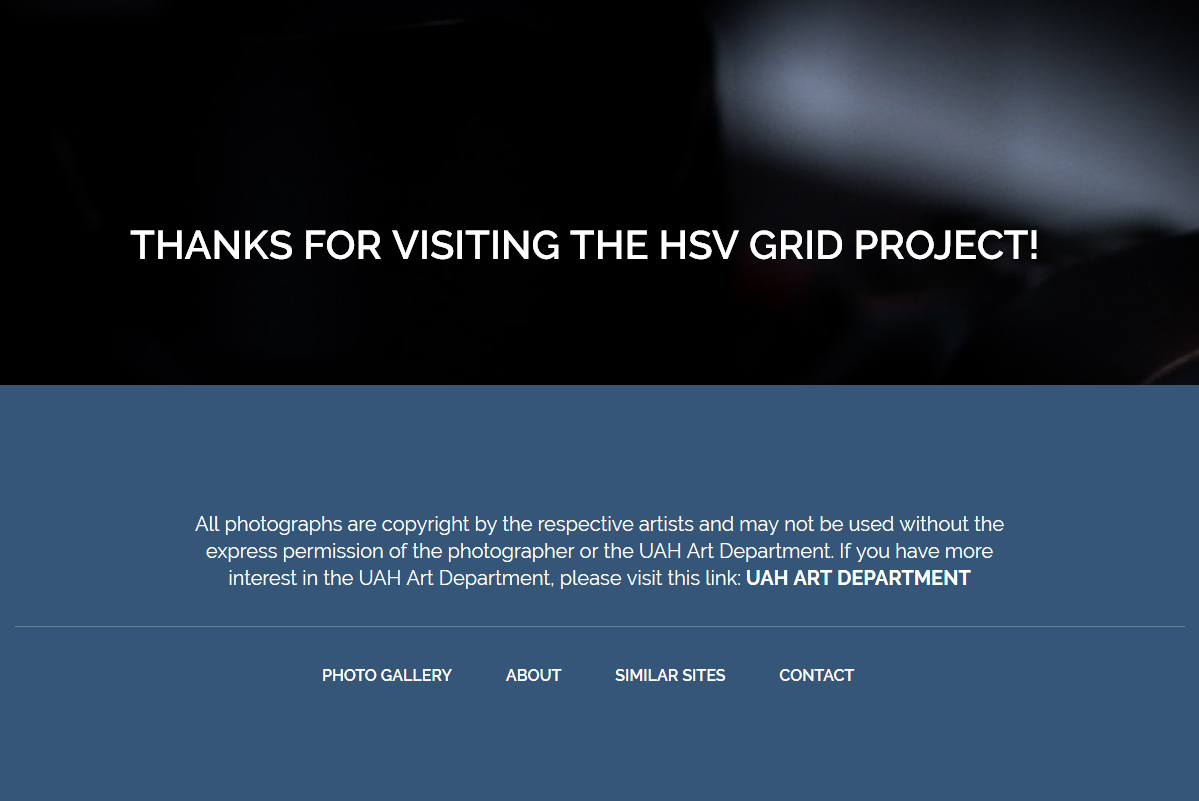 THANKS FOR VISITING THE HSV GRID PROJECT!
All photographs are copyright by the respective artists and may not be used without the
express permission of the photographer or the UAH Art Department. If you have more
interest in the UAH Art Department, please visit this link: UAH ART DEPARTMENT
PHOTO GALLERY ABOUT SIMILAR SITES CONTACT